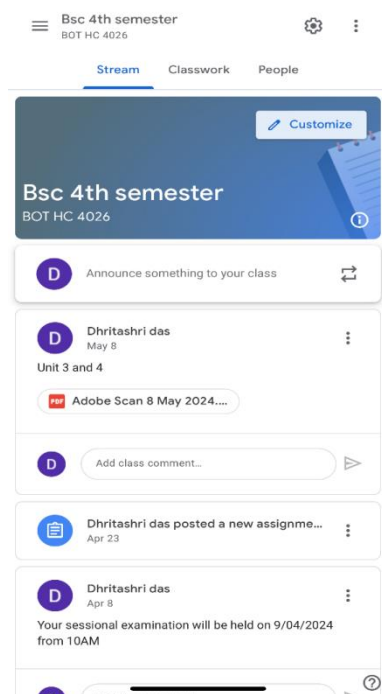 Bsc 4th semester
BOT HC 4026
Stream Classwork People
Customize
Bsc 4th semester
BOT HC 4026
D Announce something to your class
D Dhritashri das
May 8
Unit 3 and 4
PDF Adobe Scan 8 May 2024....
D Add class comment...
Dhritashri das posted a new assignme...
Apr 23
D Dhritashri das
Apr 8
Your sessional examination will be held on 9/04/2024
from 10AM